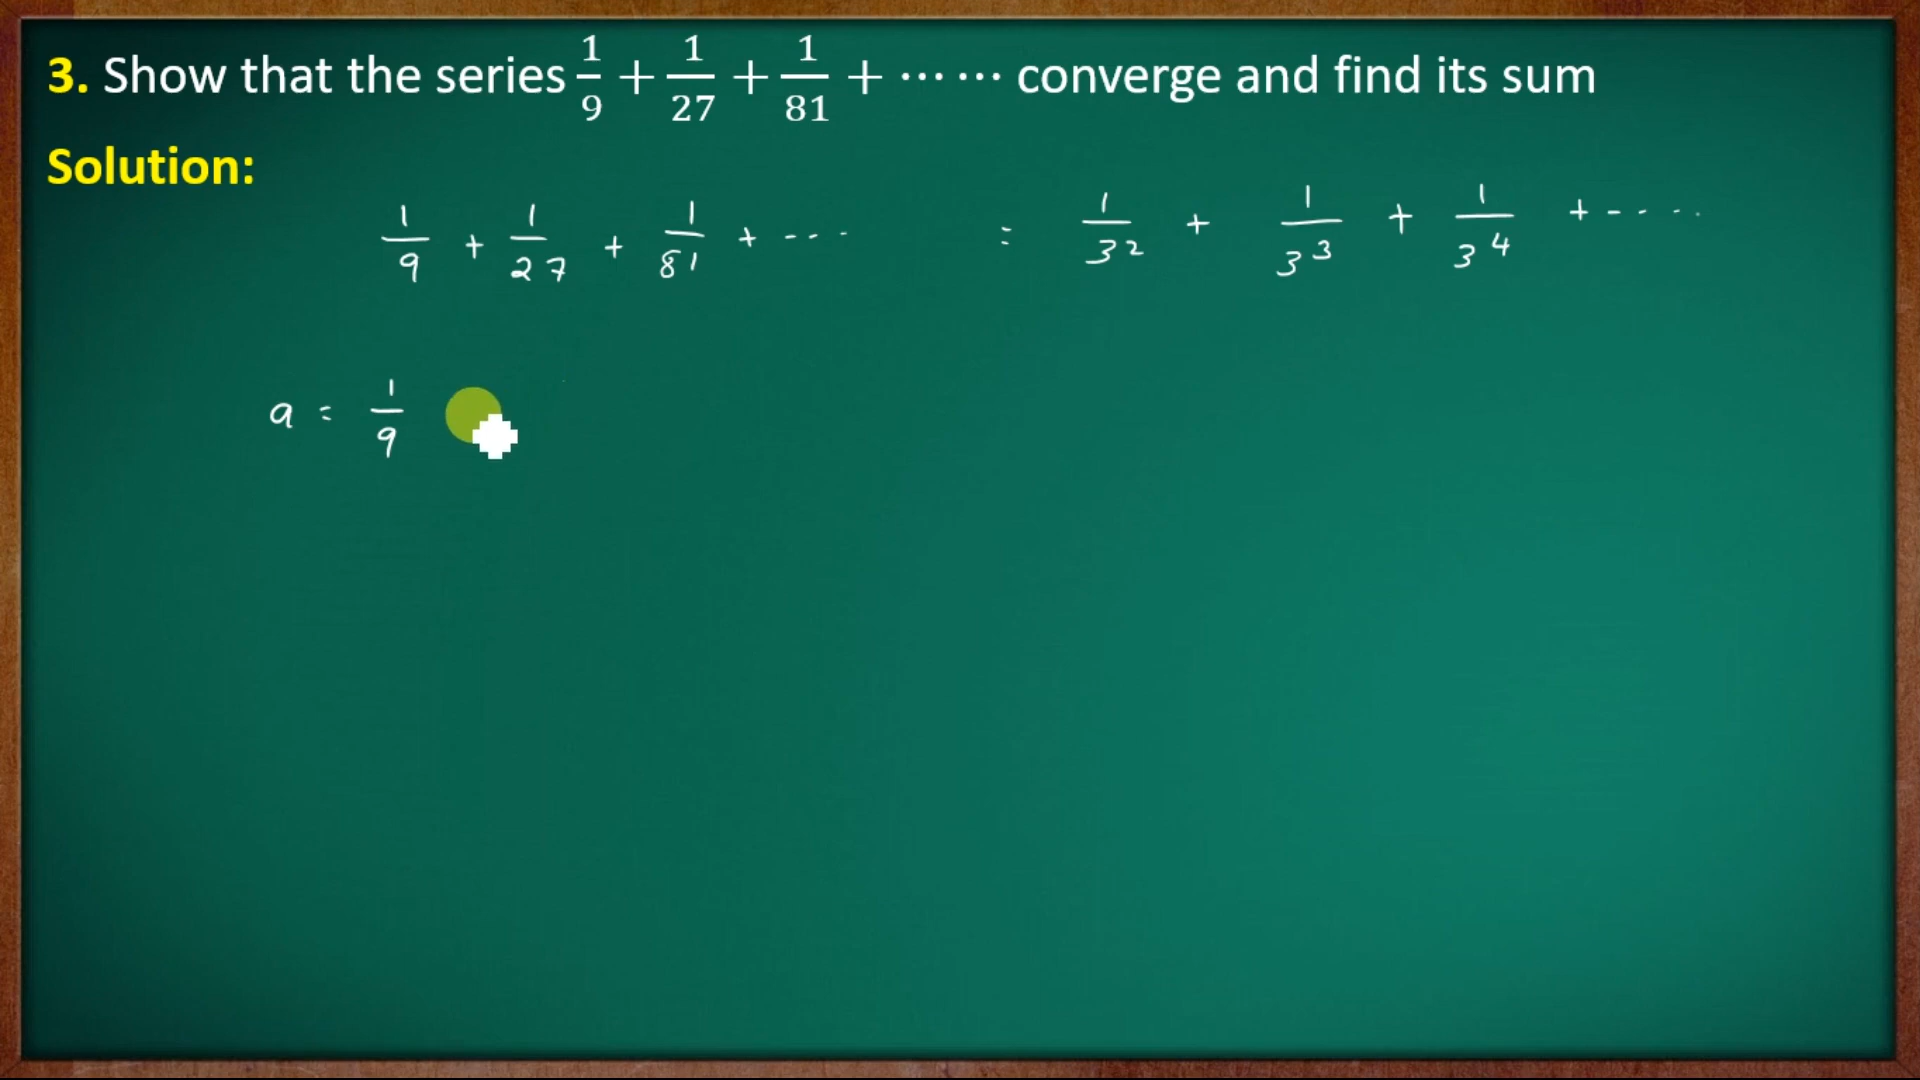 3. Show that the series 1/9 + 1/27 + 1/81 + ⋯⋯ converge and find its sum
Solution:
1/9 + 1/27 + 1/81 + --- = 1/3² + 1/3³ + 1/3⁴ + ----
a = 1/9